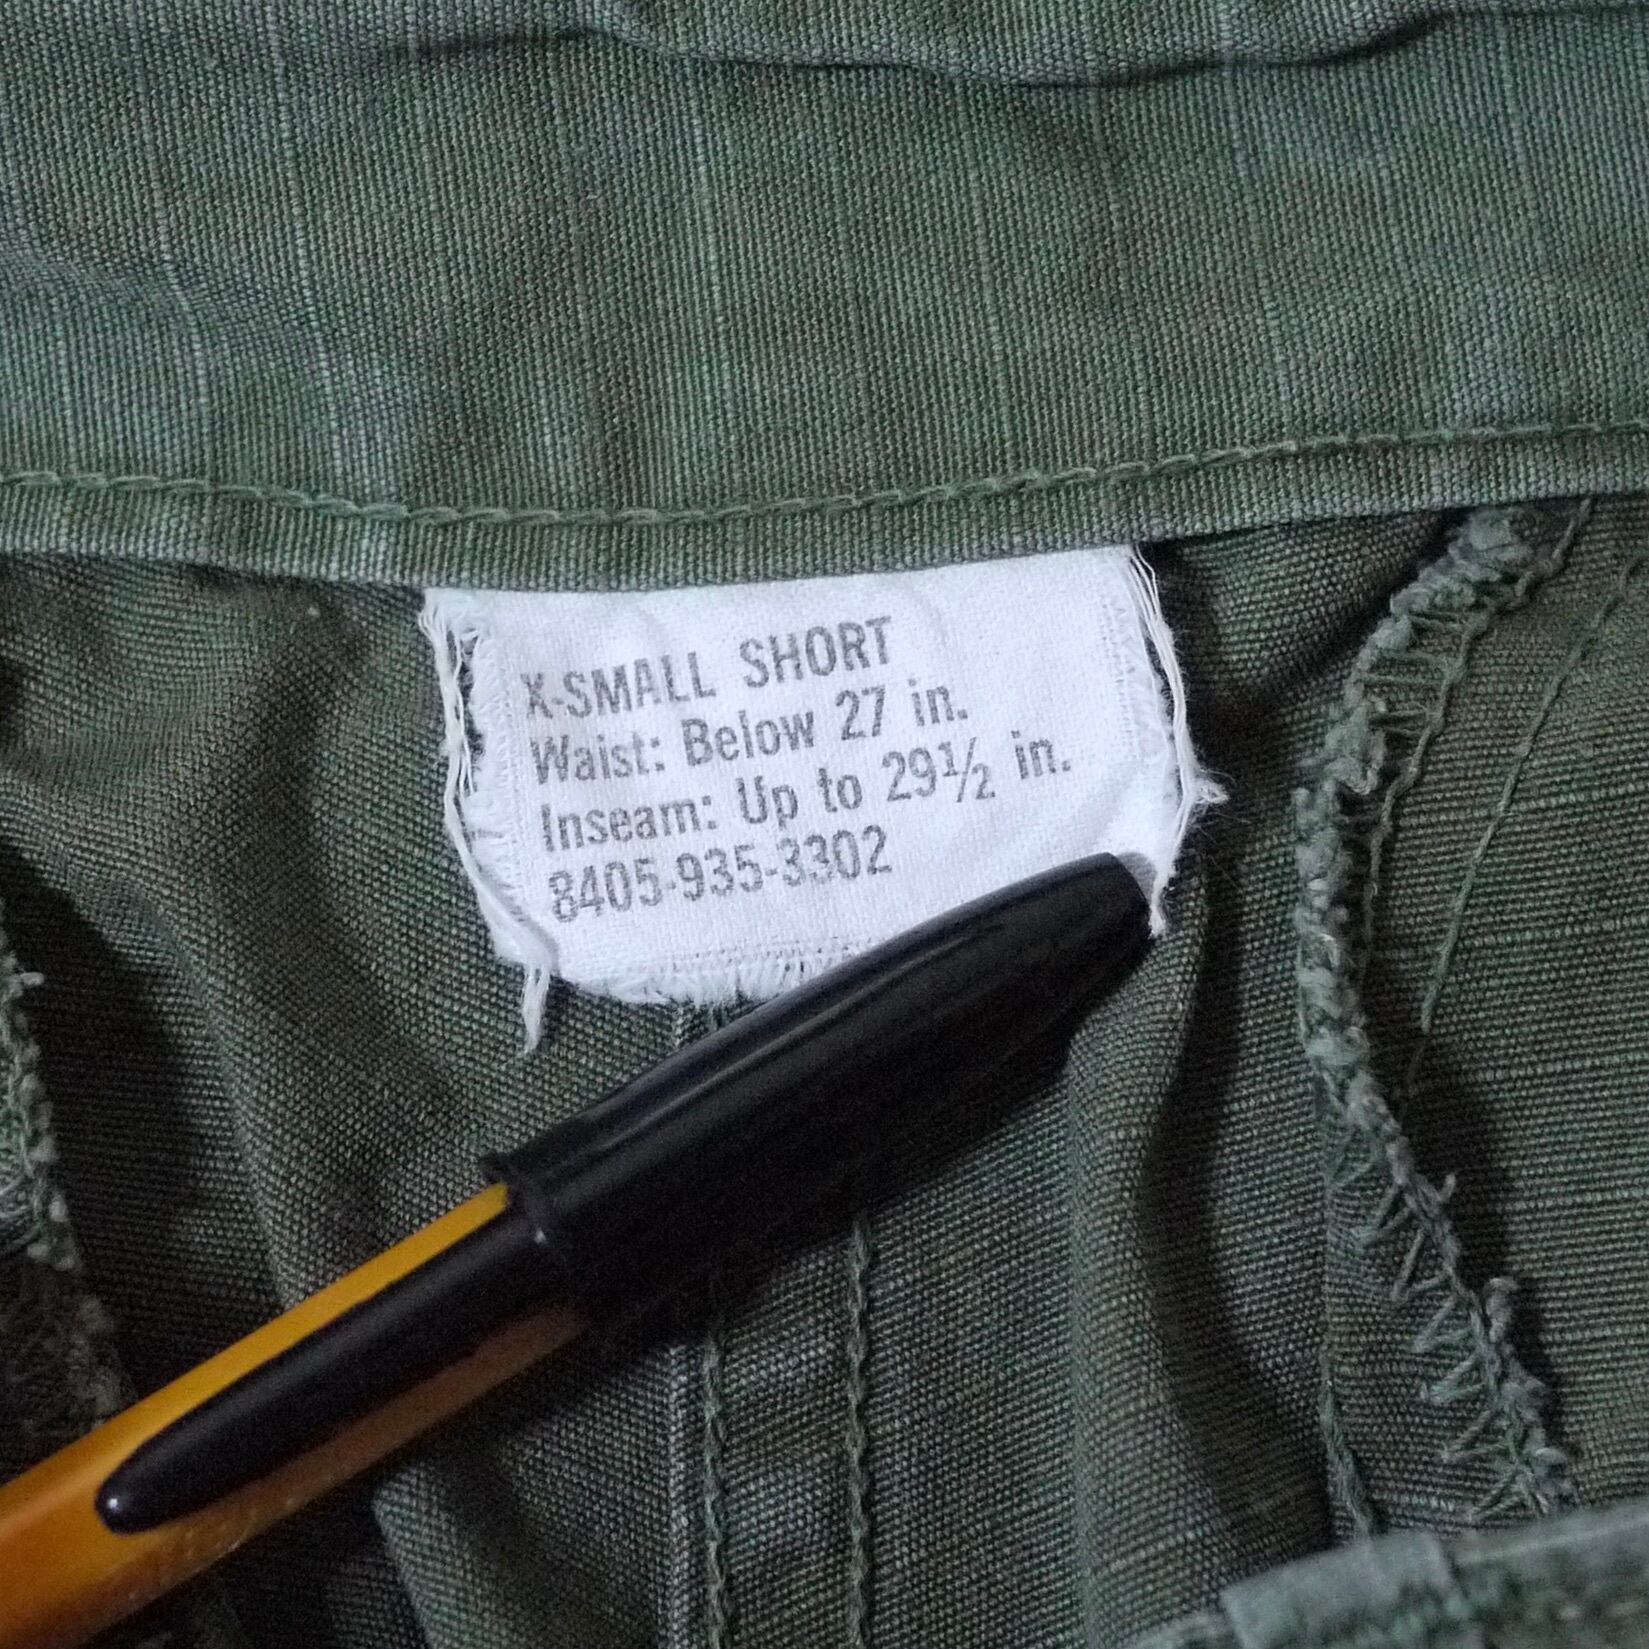 X-SMALL SHORT
Waist: Below 27 in.
Inseam: Up to 29½ in.
8405-935-3302